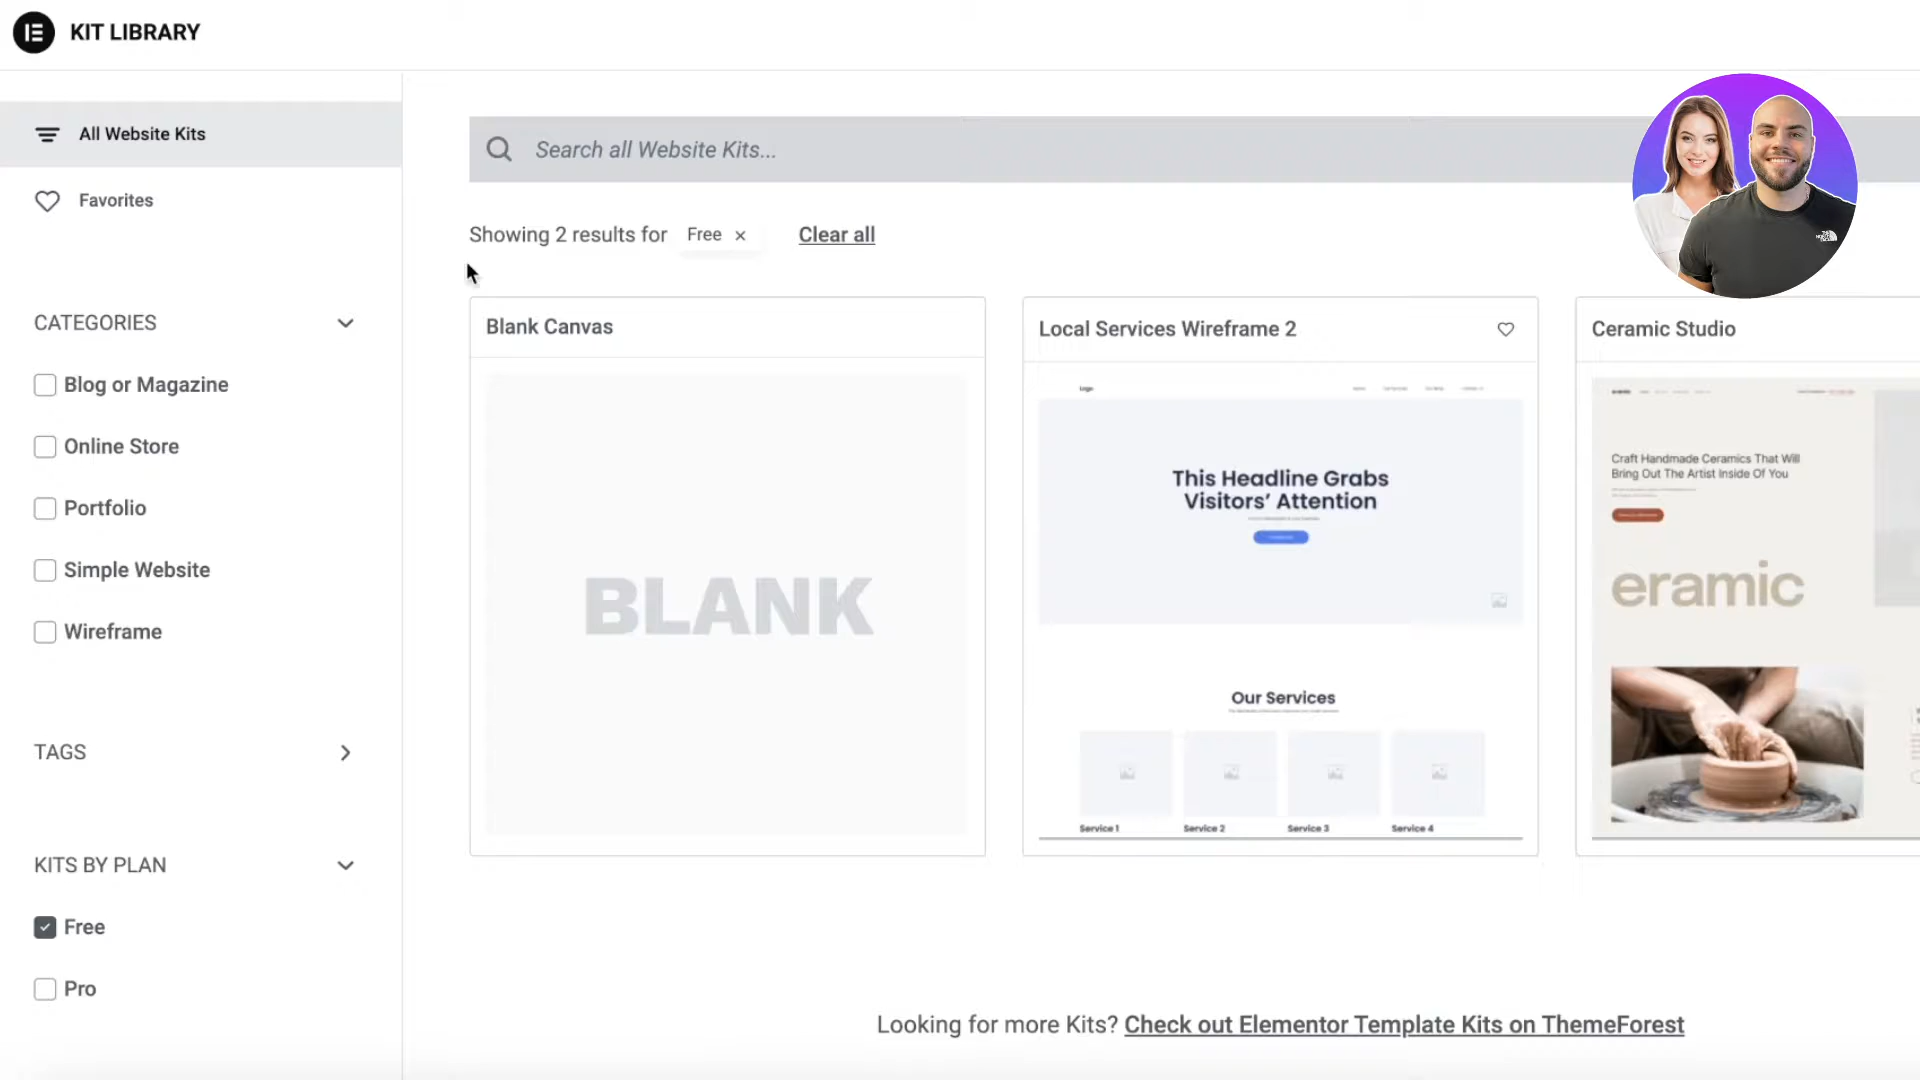 KIT LIBRARY
All Website Kits
Search all Website Kits...
Favorites
Showing 2 results for Free × Clear all
CATEGORIES
Blog or Magazine
Online Store
Portfolio
Simple Website
Wireframe
TAGS
KITS BY PLAN
Free
Pro
Blank Canvas
BLANK
Local Services Wireframe 2
Logo
This Headline Grabs
Visitors’ Attention
Our Services
Service 1
Service 2
Service 3
Service 4
Ceramic Studio
Craft Handmade Ceramics That Will
Bring Out The Artist Inside Of You
eramic
Looking for more Kits? Check out Elementor Template Kits on ThemeForest